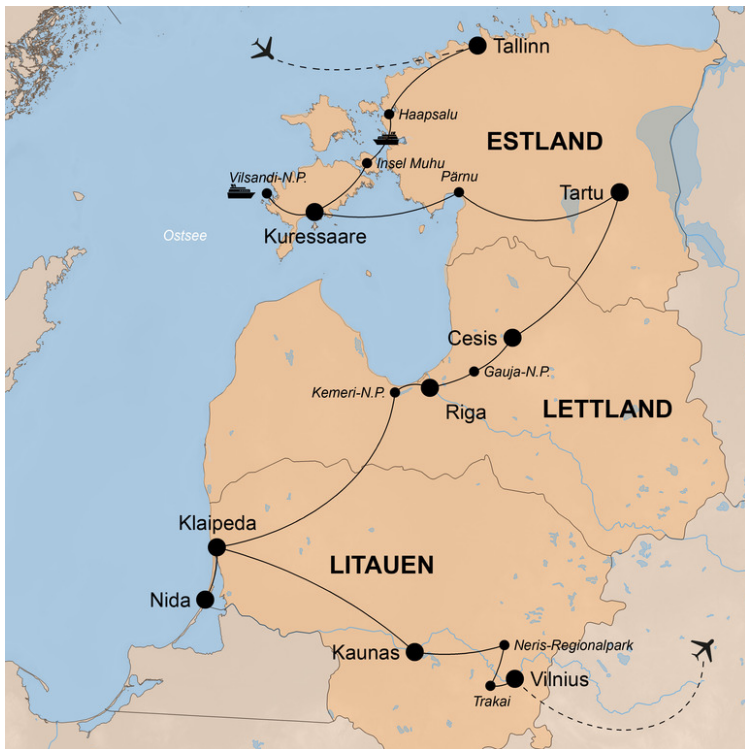 Tallinn
Haapsalu
ESTLAND
Insel Muhu
Vilsandi-N.P.
Pärnu
Tartu
Kuressaare
Ostsee
Cesis
Gauja-N.P.
Kemeri-N.P.
Riga
LETTLAND
Klaipeda
LITAUEN
Nida
Neris-Regionalpark
Kaunas
Vilnius
Trakai